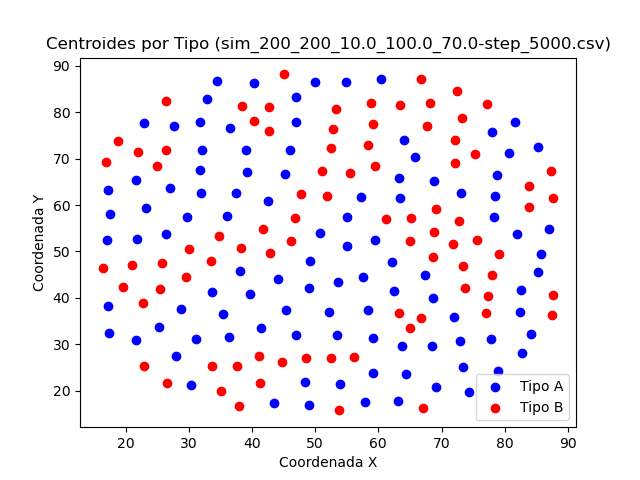 Centroides por Tipo (sim_200_200_10.0_100.0_70.0-step_5000.csv)
90
80
70
60
50
40
30
20
Coordenada Y
20 30 40 50 60 70 80 90
Coordenada X
Tipo A
Tipo B